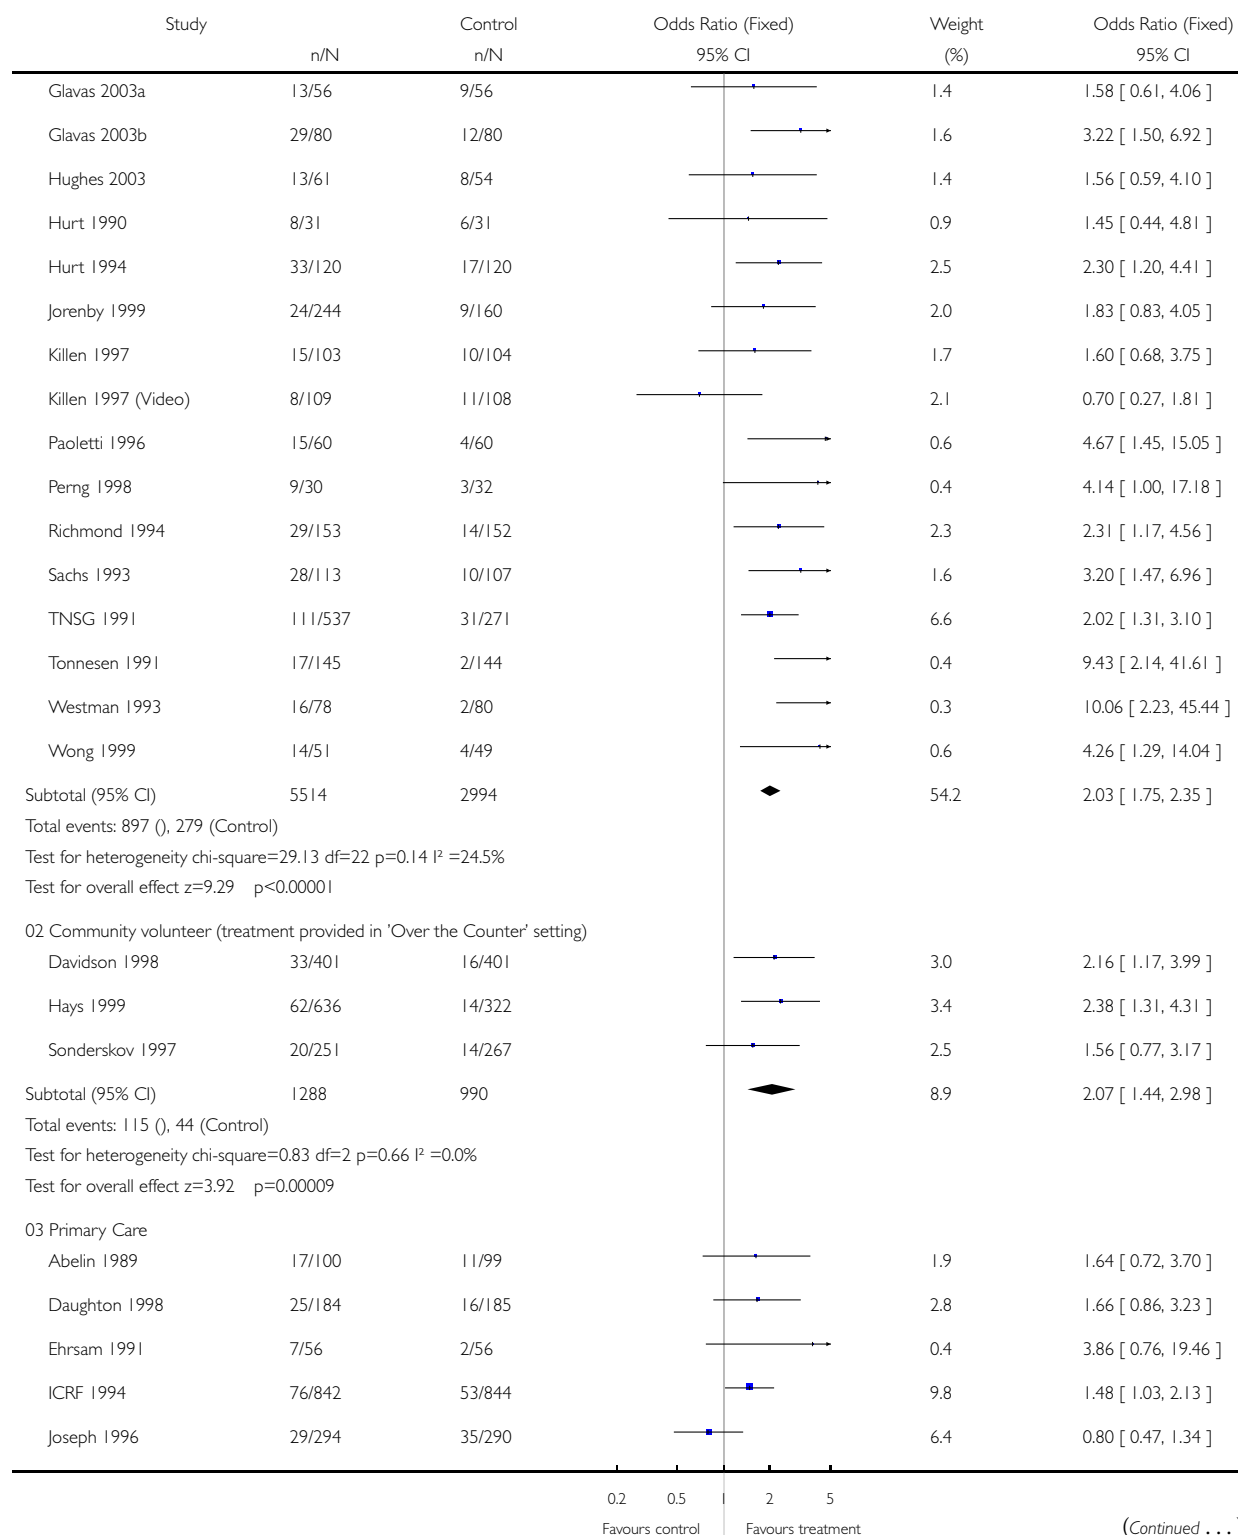 Study Control Odds Ratio (Fixed) Weight Odds Ratio (Fixed)
n/N n/N 95% CI (%) 95% CI
Glavas 2003a 13/56 9/56 1.4 1.58 [ 0.61, 4.06 ]
Glavas 2003b 29/80 12/80 1.6 3.22 [ 1.50, 6.92 ]
Hughes 2003 13/61 8/54 1.4 1.56 [ 0.59, 4.10 ]
Hurt 1990 8/31 6/31 0.9 1.45 [ 0.44, 4.81 ]
Hurt 1994 33/120 17/120 2.5 2.30 [ 1.20, 4.41 ]
Jorenby 1999 24/244 9/160 2.0 1.83 [ 0.83, 4.05 ]
Killen 1997 15/103 10/104 1.7 1.60 [ 0.68, 3.75 ]
Killen 1997 (Video) 8/109 11/108 2.1 0.70 [ 0.27, 1.81 ]
Paoletti 1996 15/60 4/60 0.6 4.67 [ 1.45, 15.05 ]
Perng 1998 9/30 3/32 0.4 4.14 [ 1.00, 17.18 ]
Richmond 1994 29/153 14/152 2.3 2.31 [ 1.17, 4.56 ]
Sachs 1993 28/113 10/107 1.6 3.20 [ 1.47, 6.96 ]
TNSG 1991 111/537 31/271 6.6 2.02 [ 1.31, 3.10 ]
Tonnesen 1991 17/145 2/144 0.4 9.43 [ 2.14, 41.61 ]
Westman 1993 16/78 2/80 0.3 10.06 [ 2.23, 45.44 ]
Wong 1999 14/51 4/49 0.6 4.26 [ 1.29, 14.04 ]
Subtotal (95% CI) 5514 2994 54.2 2.03 [ 1.75, 2.35 ]
Total events: 897 (), 279 (Control)
Test for heterogeneity chi-square=29.13 df=22 p=0.14 I² =24.5%
Test for overall effect z=9.29 p<0.00001
02 Community volunteer (treatment provided in 'Over the Counter' setting)
Davidson 1998 33/401 16/401 3.0 2.16 [ 1.17, 3.99 ]
Hays 1999 62/636 14/322 3.4 2.38 [ 1.31, 4.31 ]
Sonderskov 1997 20/251 14/267 2.5 1.56 [ 0.77, 3.17 ]
Subtotal (95% CI) 1288 990 8.9 2.07 [ 1.44, 2.98 ]
Total events: 115 (), 44 (Control)
Test for heterogeneity chi-square=0.83 df=2 p=0.66 I² =0.0%
Test for overall effect z=3.92 p=0.00009
03 Primary Care
Abelin 1989 17/100 11/99 1.9 1.64 [ 0.72, 3.70 ]
Daughton 1998 25/184 16/185 2.8 1.66 [ 0.86, 3.23 ]
Ehrsam 1991 7/56 2/56 0.4 3.86 [ 0.76, 19.46 ]
ICRF 1994 76/842 53/844 9.8 1.48 [ 1.03, 2.13 ]
Joseph 1996 29/294 35/290 6.4 0.80 [ 0.47, 1.34 ]
0.2 0.5 1 2 5
Favours control Favours treatment (Continued . . .